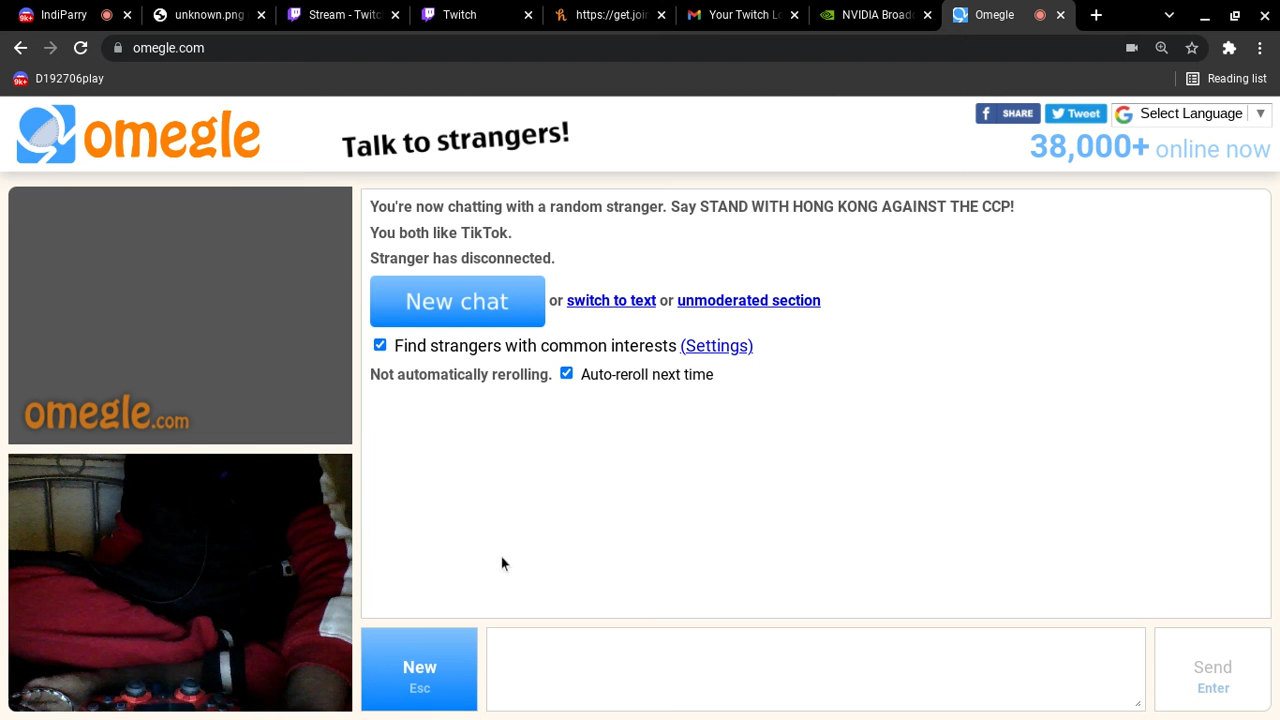 IndiParry
unknown.png
Stream - Twitc
Twitch
https://get.join
Your Twitch Lo
NVIDIA Broadc
Omegle
omegle.com
D192706play
Reading list
omegle
Talk to strangers!
f SHARE
Tweet
Select Language ▼
38,000+ online now
You're now chatting with a random stranger. Say STAND WITH HONG KONG AGAINST THE CCP!
You both like TikTok.
Stranger has disconnected.
New chat or switch to text or unmoderated section
Find strangers with common interests (Settings)
Not automatically rerolling. Auto-reroll next time
omegle.com
New
Esc
Send
Enter